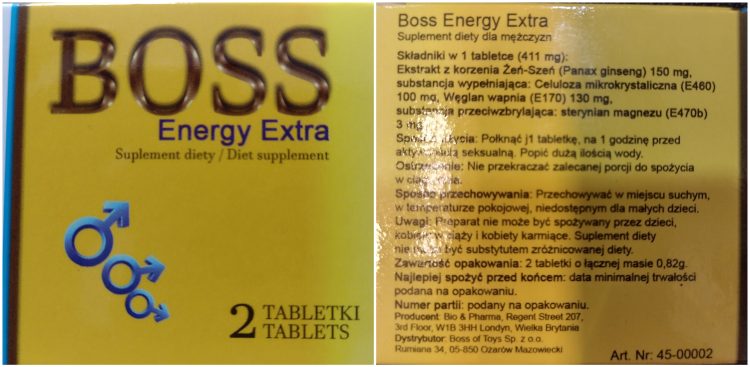 BOSS
Energy Extra
Suplement diety / Diet supplement
2 TABLETKI
TABLETS
Boss Energy Extra
Suplement diety dla mężczyzn
Składniki w 1 tabletce (411 mg):
Ekstrakt z korzenia Żeń-Szeń (Panax ginseng) 150 mg,
substancja wypełniająca: Celuloza mikrokrystaliczna (E460)
100 mg, Węglan wapnia (E170) 130 mg,
substancja przeciwzbrylająca: sterynian magnezu (E470b)
3 mg
użycia: Połknąć j1 tabletkę, na 1 godzinę przed
seksualną. Popić dużą ilością wody.
Ostrzeżenie: Nie przekraczać zalecanej porcji do spożycia
w
Sposób przechowywania: Przechowywać w miejscu suchym,
w temperaturze pokojowej, niedostępnym dla małych dzieci.
Uwagi: Preparat nie może być spożywany przez dzieci,
kobiety w ciąży i kobiety karmiące. Suplement diety
nie może być substytutem zróżnicowanej diety.
Zawartość opakowania: 2 tabletki o łącznej masie 0,82g.
Najlepiej spożyć przed końcem: data minimalnej trwałości
podana na opakowaniu.
Numer partii: podany na opakowaniu.
Producent: Bio & Pharma, Regent Street 207,
3rd Floor, W1B 3HH Londyn, Wielka Brytania
Dystrybutor: Boss of Toys Sp. z o.o.
Rumiana 34, 05-850 Ożarów Mazowiecki
Art. Nr: 45-00002